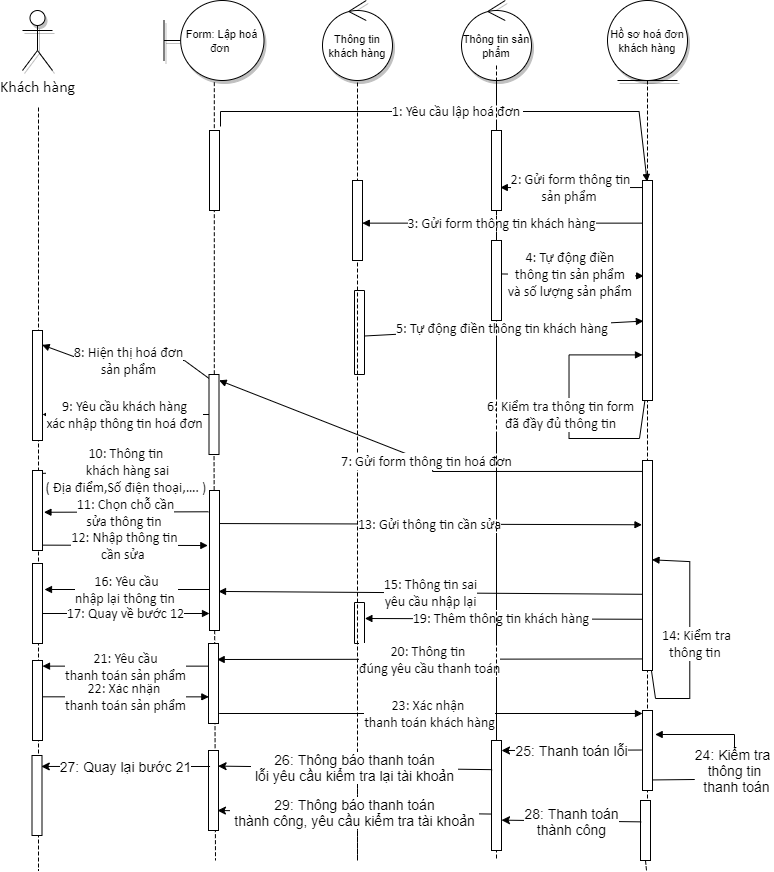 Khách hàng
Form: Lập hoá
đơn
Thông tin
khách hàng
Thông tin sản
phẩm
Hồ sơ hoá đơn
khách hàng
1: Yêu cầu lập hoá đơn
2: Gửi form thông tin
sản phẩm
3: Gửi form thông tin khách hàng
4: Tự động điền
thông tin sản phẩm
và số lượng sản phẩm
5: Tự động điền thông tin khách hàng
6: Kiểm tra thông tin form
đã đầy đủ thông tin
7: Gửi form thông tin hoá đơn
8: Hiện thị hoá đơn
sản phẩm
9: Yêu cầu khách hàng
xác nhập thông tin hoá đơn
10: Thông tin
khách hàng sai
( Địa điểm,Số điện thoại,.... )
11: Chọn chỗ cần
sửa thông tin
12: Nhập thông tin
cần sửa
13: Gửi thông tin cần sửa
14: Kiểm tra
thông tin
15: Thông tin sai
yêu cầu nhập lại
16: Yêu cầu
nhập lại thông tin
17: Quay về bước 12
19: Thêm thông tin khách hàng
20: Thông tin
đúng yêu cầu thanh toán
21: Yêu cầu
thanh toán sản phẩm
22: Xác nhận
thanh toán sản phẩm
23: Xác nhận
thanh toán khách hàng
24: Kiểm tra
thông tin
thanh toán
25: Thanh toán lỗi
26: Thông báo thanh toán
lỗi yêu cầu kiểm tra lại tài khoản
27: Quay lại bước 21
28: Thanh toán
thành công
29: Thông báo thanh toán
thành công, yêu cầu kiểm tra tài khoản